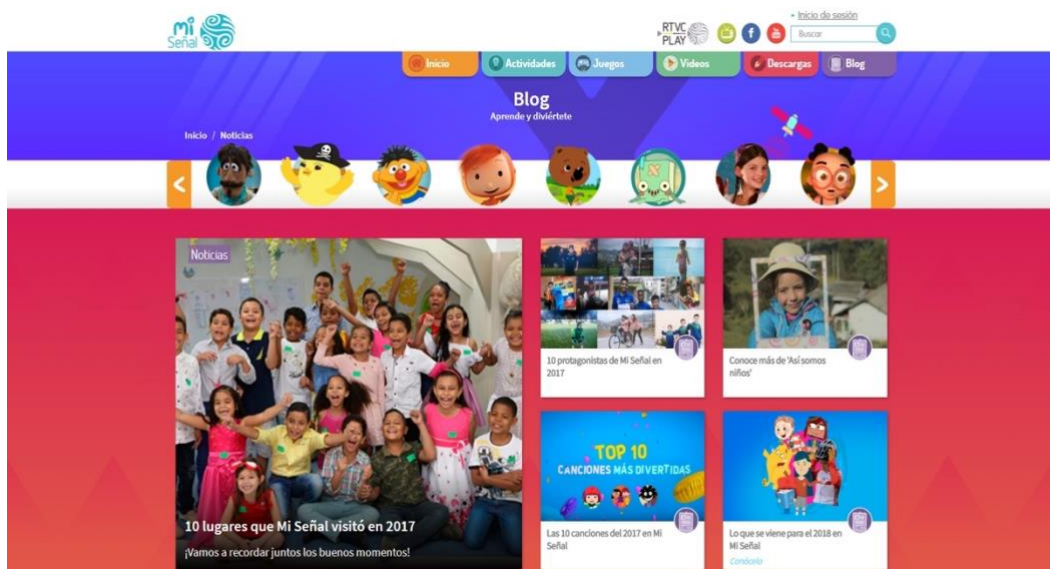 mi
Señal
RTVC
PLAY
Inicio de sesión
Buscar
Inicio
Actividades
Juegos
Videos
Descargas
Blog
Blog
Aprende y diviértete
Inicio / Noticias
Noticias
10 lugares que Mi Señal visitó en 2017
¡Vamos a recordar juntos los buenos momentos!
10 protagonistas de Mi Señal en
2017
Conoce más de 'Así somos
niños'
TOP 10
CANCIONES MÁS DIVERTIDAS
Las 10 canciones del 2017 en Mi
Señal
Lo que se viene para el 2018 en
Mi Señal
Conócelo